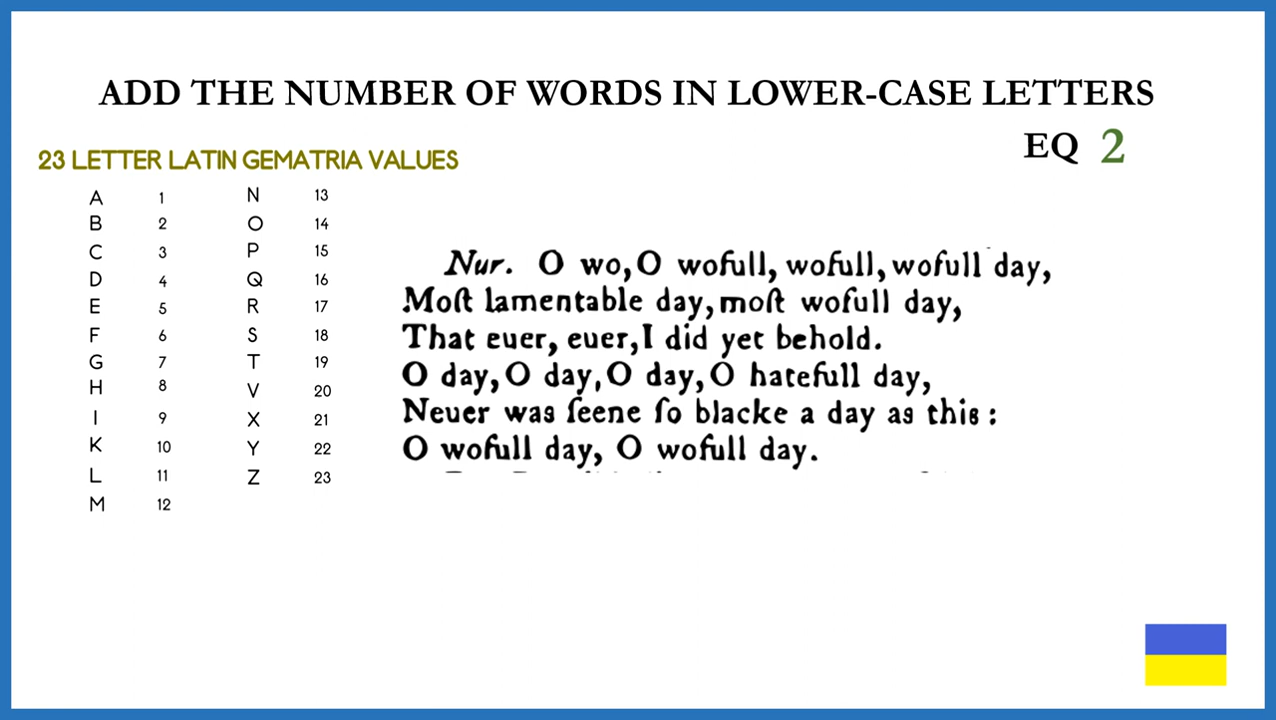 ADD THE NUMBER OF WORDS IN LOWER-CASE LETTERS
EQ 2
23 LETTER LATIN GEMATRIA VALUES
A 1 N 13
B 2 O 14
C 3 P 15
D 4 Q 16
E 5 R 17
F 6 S 18
G 7 T 19
H 8 V 20
I 9 X 21
K 10 Y 22
L 11 Z 23
M 12
Nur. O wo, O wofull, wofull, wofull day,
Moſt lamentable day, moſt wofull day,
That euer, euer, I did yet behold.
O day, O day, O day, O hatefull day,
Neuer was ſeene ſo blacke a day as this:
O wofull day, O wofull day.